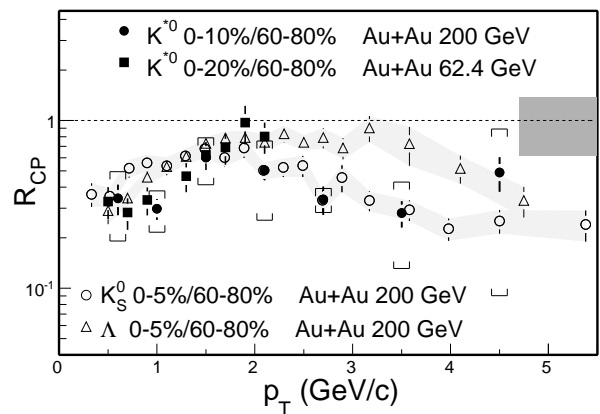 K*0 0-10%/60-80% Au+Au 200 GeV
K*0 0-20%/60-80% Au+Au 62.4 GeV
1
R_CP
10^-1
K_S^0 0-5%/60-80% Au+Au 200 GeV
Λ 0-5%/60-80% Au+Au 200 GeV
0 1 2 3 4 5
p_T (GeV/c)